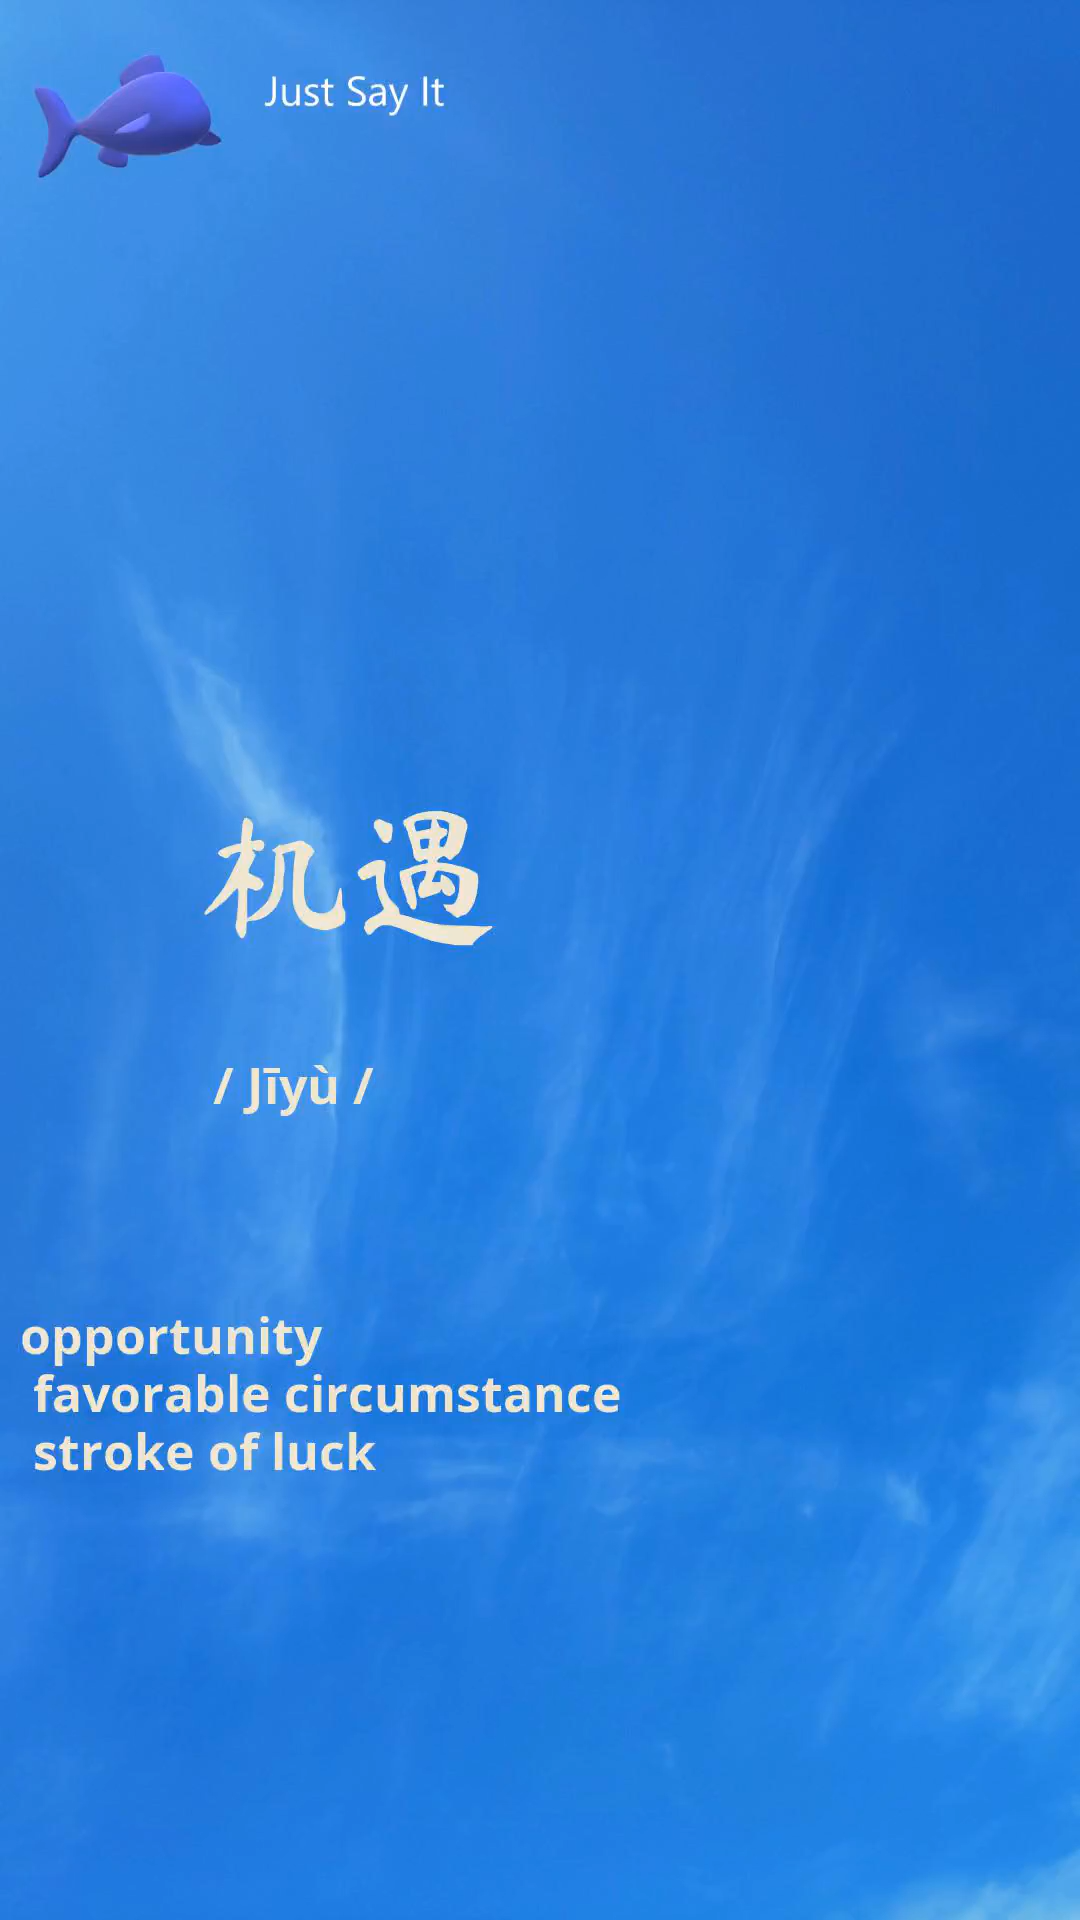 Just Say It
机遇
/ Jīyù /
opportunity
favorable circumstance
stroke of luck